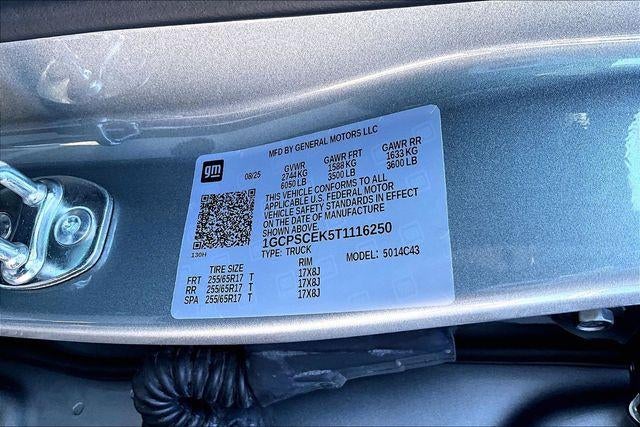 MFD BY GENERAL MOTORS LLC
gm
08/25 GVWR GAWR FRT GAWR RR
2744 KG 1588 KG 1633 KG
6050 LB 3500 LB 3600 LB
THIS VEHICLE CONFORMS TO ALL
APPLICABLE U.S. FEDERAL MOTOR
VEHICLE SAFETY STANDARDS IN EFFECT
ON THE DATE OF MANUFACTURE
SHOWN ABOVE.
1GCPSCEK5T1116250
TYPE: TRUCK MODEL: 5014C43
130H
TIRE SIZE RIM
FRT 255/65R17 T 17X8J
RR 255/65R17 T 17X8J
SPA 255/65R17 T 17X8J